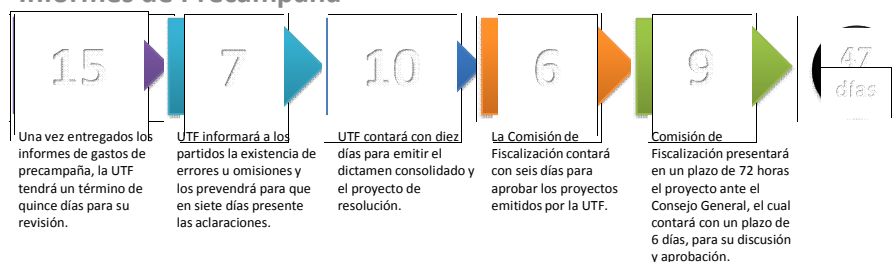 Informes de Precampaña
15
7
10
6
9
47
días
Una vez entregados los
informes de gastos de
precampaña, la UTF
tendrá un término de
quince días para su
revisión.
UTF informará a los
partidos la existencia de
errores u omisiones y
los prevendrá para que
en siete días presente
las aclaraciones.
UTF contará con diez
días para emitir el
dictamen consolidado y
el proyecto de
resolución.
La Comisión de
Fiscalización contará
con seis días para
aprobar los proyectos
emitidos por la UTF.
Comisión de
Fiscalización presentará
en un plazo de 72 horas
el proyecto ante el
Consejo General, el cual
contará con un plazo de
6 días, para su discusión
y aprobación.